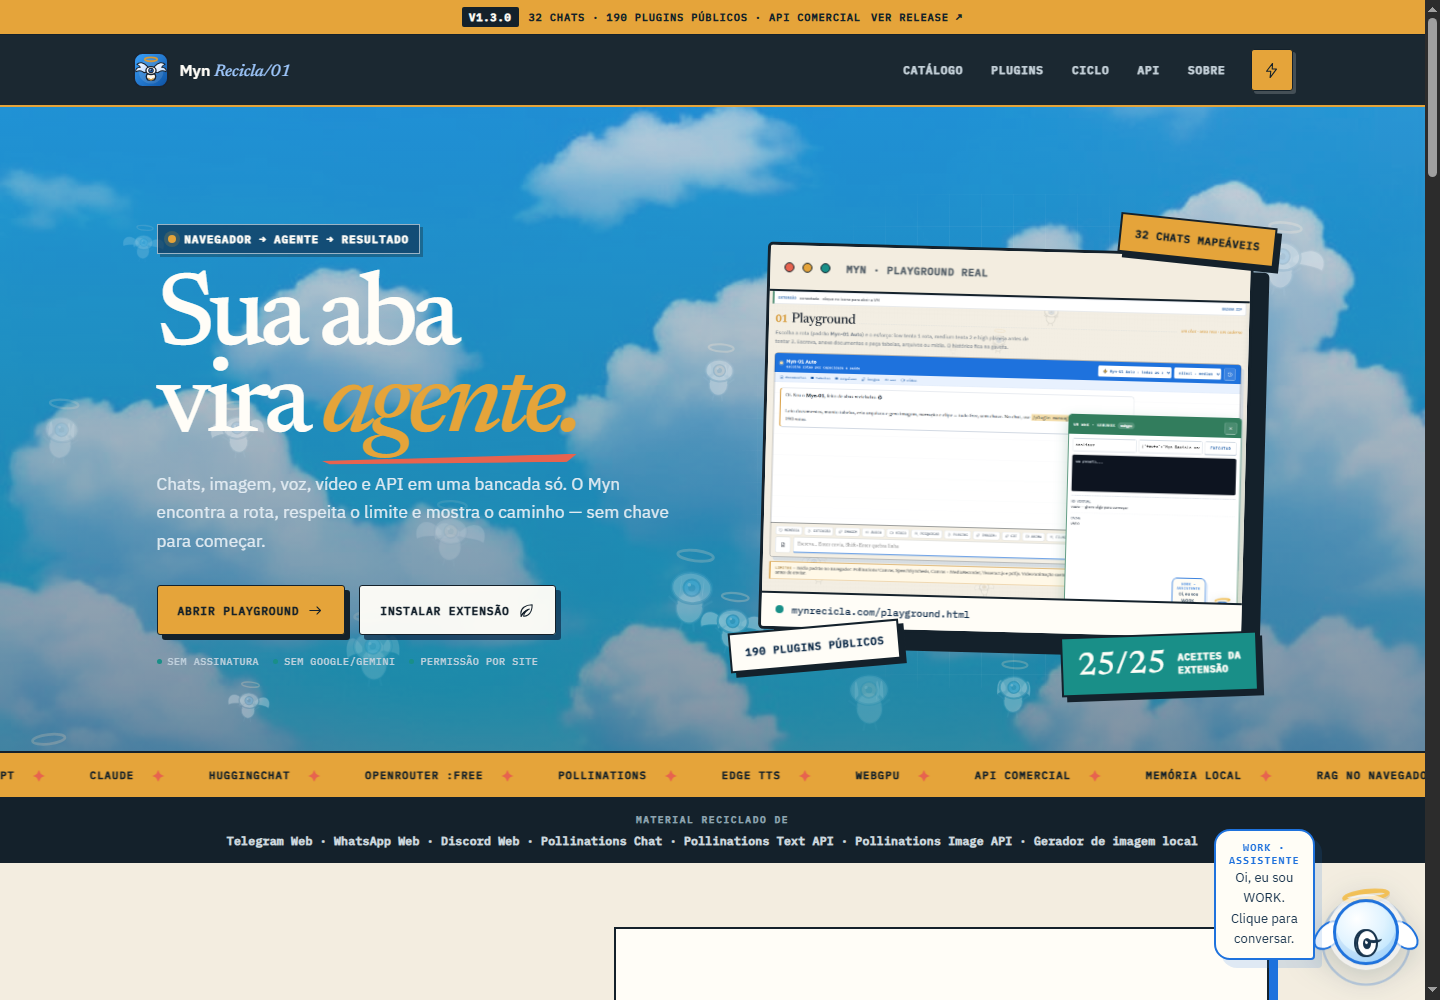 V1.3.0 32 CHATS · 190 PLUGINS PÚBLICOS · API COMERCIAL VER RELEASE ↗
Myn Recicla/01
CATÁLOGO PLUGINS CICLO API SOBRE
NAVEGADOR → AGENTE → RESULTADO
Sua aba
vira agente.
Chats, imagem, voz, vídeo e API em uma bancada só. O Myn
encontra a rota, respeita o limite e mostra o caminho — sem chave
para começar.
ABRIR PLAYGROUND →
INSTALAR EXTENSÃO
SEM ASSINATURA SEM GOOGLE/GEMINI PERMISSÃO POR SITE
32 CHATS MAPEÁVEIS
MYN · PLAYGROUND REAL
01 Playground
Myn-01 Auto
mynrecicla.com/playground.html
190 PLUGINS PÚBLICOS
25/25 ACEITES DA
EXTENSÃO
PT ✦ CLAUDE ✦ HUGGINGCHAT ✦ OPENROUTER :FREE ✦ POLLINATIONS ✦ EDGE TTS ✦ WEBGPU ✦ API COMERCIAL ✦ MEMÓRIA LOCAL ✦ RAG NO NAVEGADO
MATERIAL RECICLADO DE
Telegram Web · WhatsApp Web · Discord Web · Pollinations Chat · Pollinations Text API · Pollinations Image API · Gerador de imagem local
WORK ·
ASSISTENTE
Oi, eu sou
WORK.
Clique para
conversar.